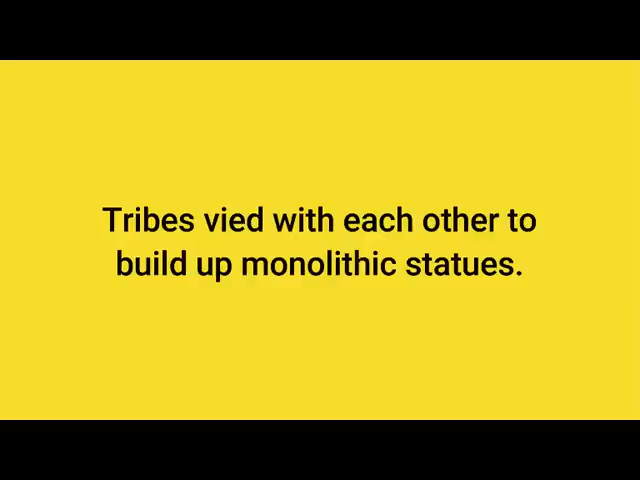 Tribes vied with each other to
build up monolithic statues.